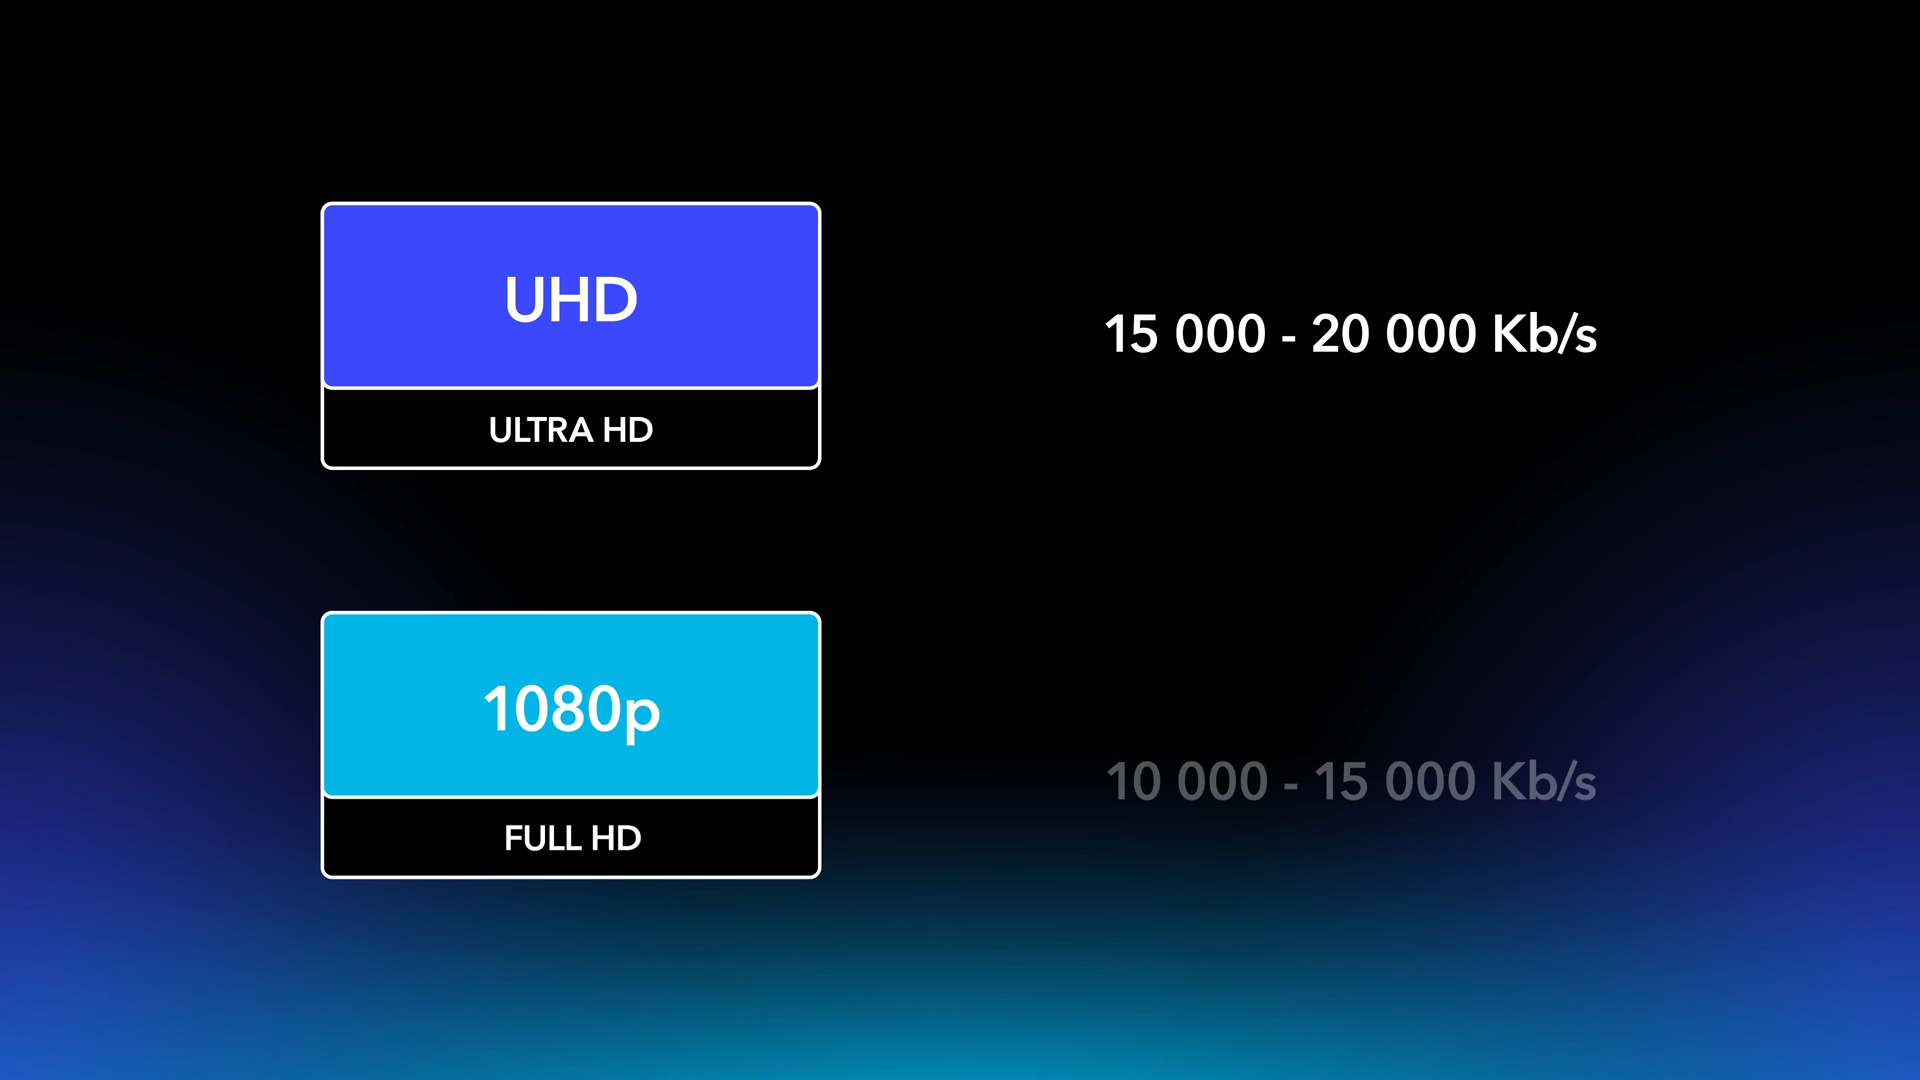 UHD
ULTRA HD
15 000 - 20 000 Kb/s
1080p
FULL HD
10 000 - 15 000 Kb/s